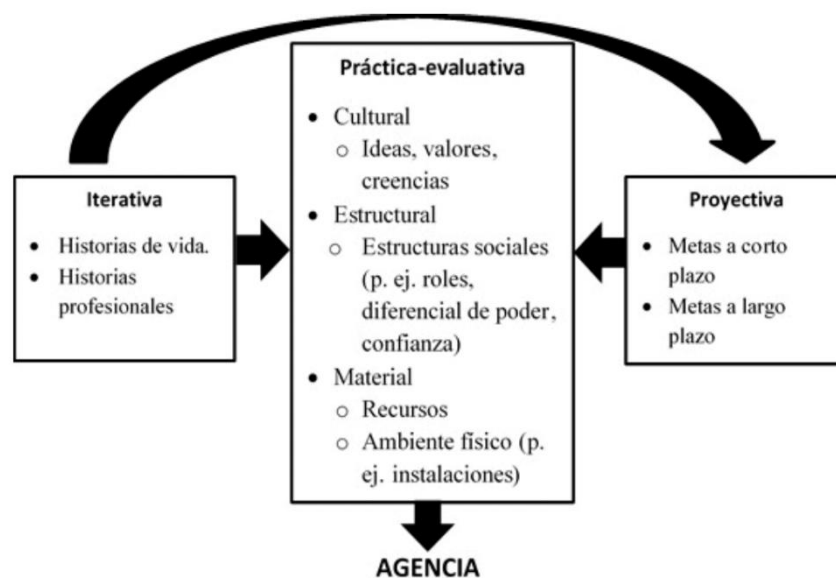 Práctica-evaluativa
• Cultural
o Ideas, valores,
creencias
• Estructural
o Estructuras sociales
(p. ej. roles,
diferencial de poder,
confianza)
• Material
o Recursos
o Ambiente físico (p.
ej. instalaciones)
Iterativa
• Historias de vida.
• Historias
profesionales
Proyectiva
• Metas a corto
plazo
• Metas a largo
plazo
AGENCIA